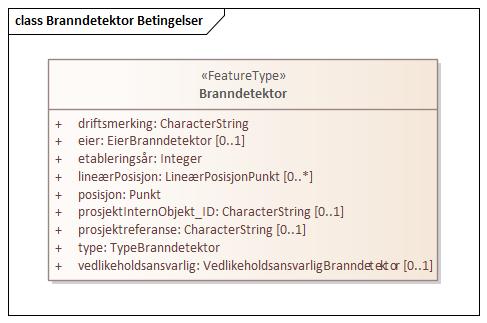 class Branndetektor Betingelser
«FeatureType»
Branndetektor
+ driftsmerking: CharacterString
+ eier: EierBranndetektor [0..1]
+ etableringsår: Integer
+ lineærPosisjon: LineærPosisjonPunkt [0..*]
+ posisjon: Punkt
+ prosjektInternObjekt_ID: CharacterString [0..1]
+ prosjektreferanse: CharacterString [0..1]
+ type: TypeBranndetektor
+ vedlikeholdsansvarlig: VedlikeholdsansvarligBranndetektor [0..1]